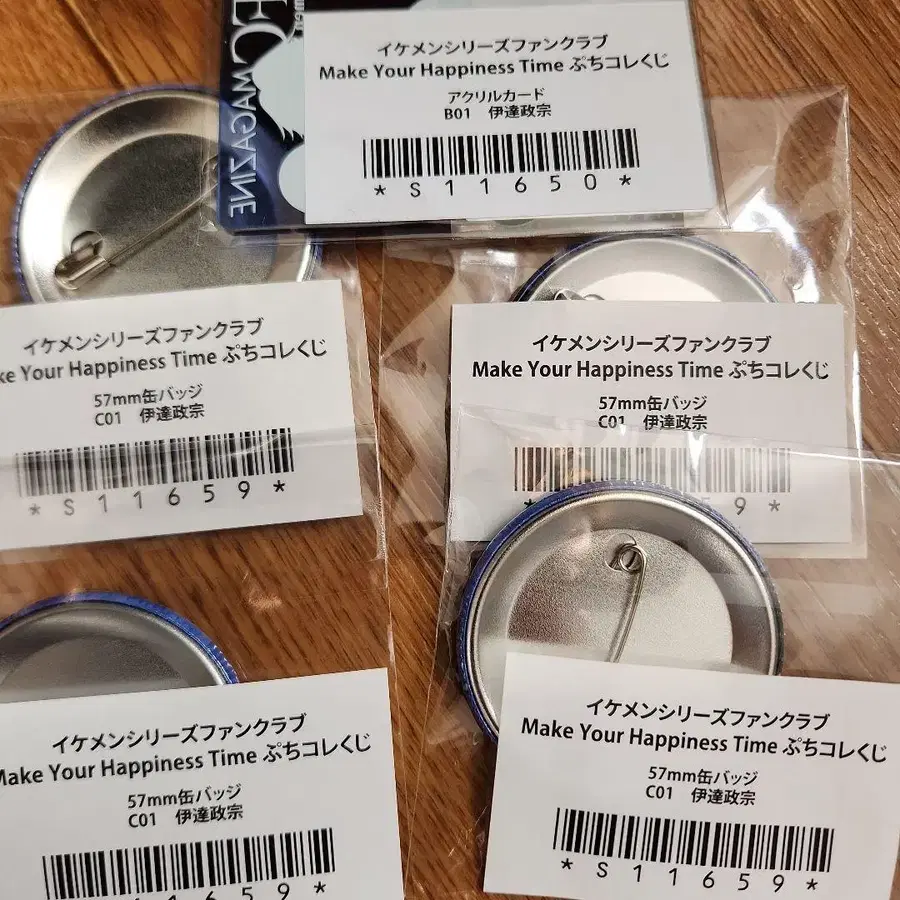 EC
MAGAZINE
イケメンシリーズファンクラブ
Make Your Happiness Time ぷちコレくじ
アクリルカード
B01 伊達政宗
*S11650*
イケメンシリーズファンクラブ
ke Your Happiness Time ぷちコレくじ
57mm缶バッジ
C01 伊達政宗
*S11659*
イケメンシリーズファンクラブ
Make Your Happiness Time ぷちコレくじ
57mm缶バッジ
C01 伊達政宗
59*
イケメンシリーズファンクラブ
Make Your Happiness Time ぷちコレくじ
57mm缶バッジ
C01 伊達政宗
1659*
イケメンシリーズファンクラブ
Make Your Happiness Time ぷちコレくじ
57mm缶バッジ
C01 伊達政宗
*S11659*